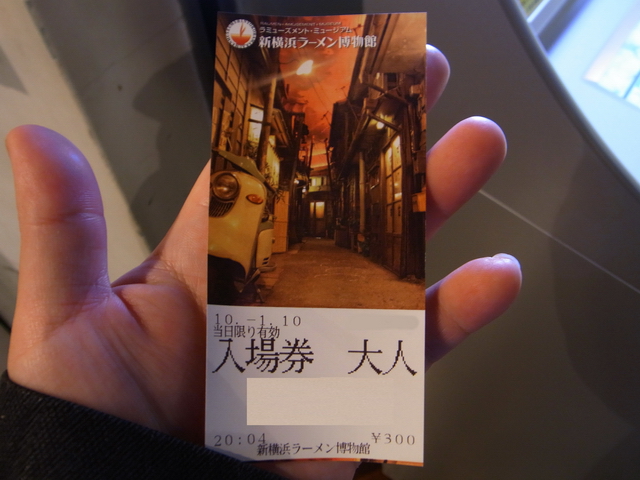 ラミューズメント・ミュージアム
新横浜ラーメン博物館
10.-1.10
当日限り有効
入場券 大人
20:04 ¥300
新横浜ラーメン博物館